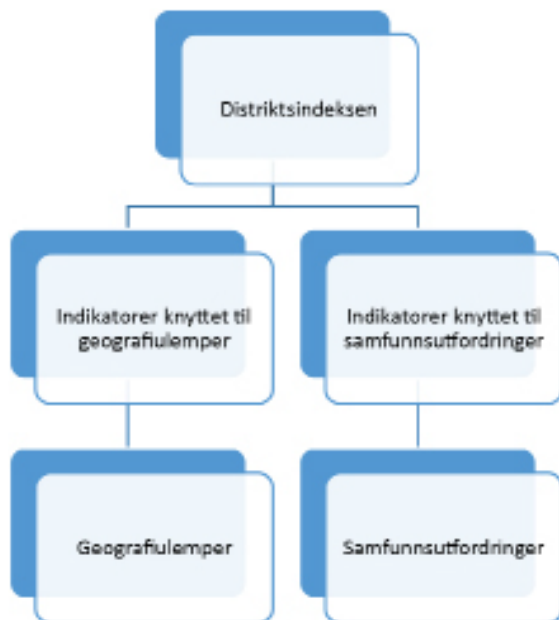 Distriktsindeksen
Indikatorer knyttet til
geografiulemper
Indikatorer knyttet til
samfunnsutfordringer
Geografiulemper
Samfunnsutfordringer